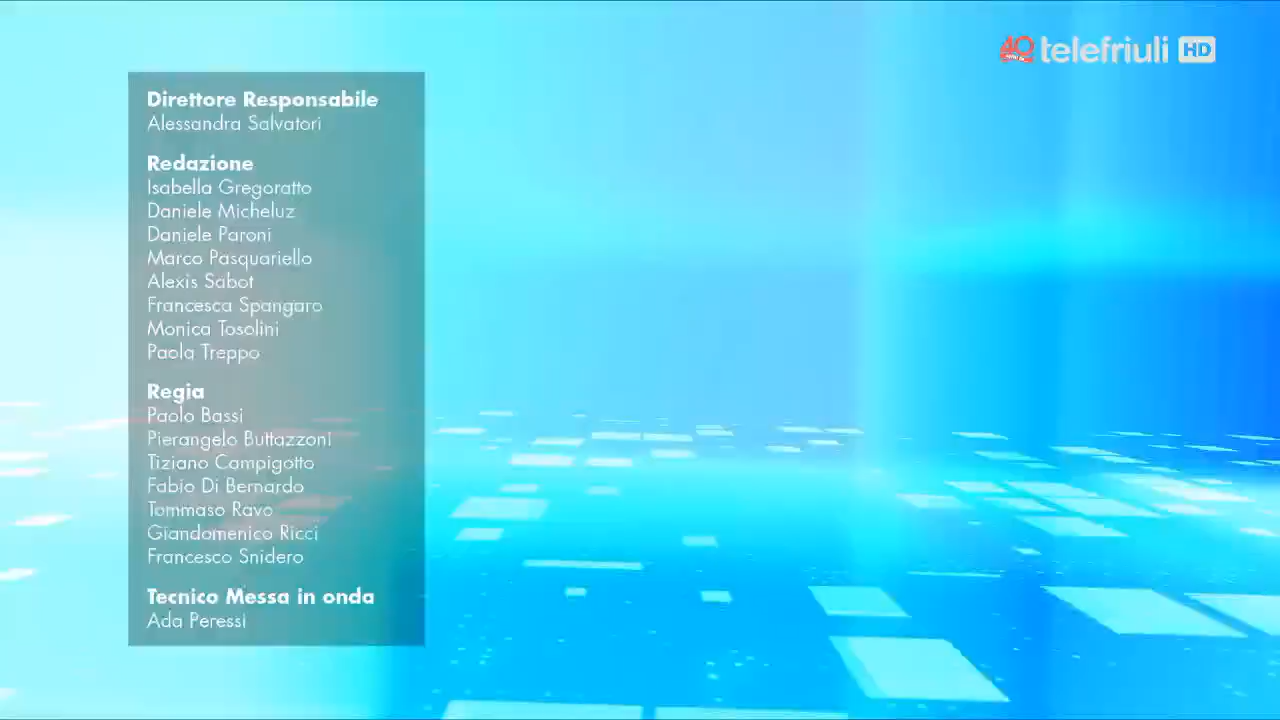 40 telefriuli HD
Direttore Responsabile
Alessandra Salvatori
Redazione
Isabella Gregoratto
Daniele Micheluz
Daniele Paroni
Marco Pasquariello
Alexis Sabot
Francesca Spangaro
Monica Tosolini
Paola Treppo
Regia
Paolo Bassi
Pierangelo Buttazzoni
Tiziano Campigotto
Fabio Di Bernardo
Tommaso Ravo
Giandomenico Ricci
Francesco Snidero
Tecnico Messa in onda
Ada Peressi